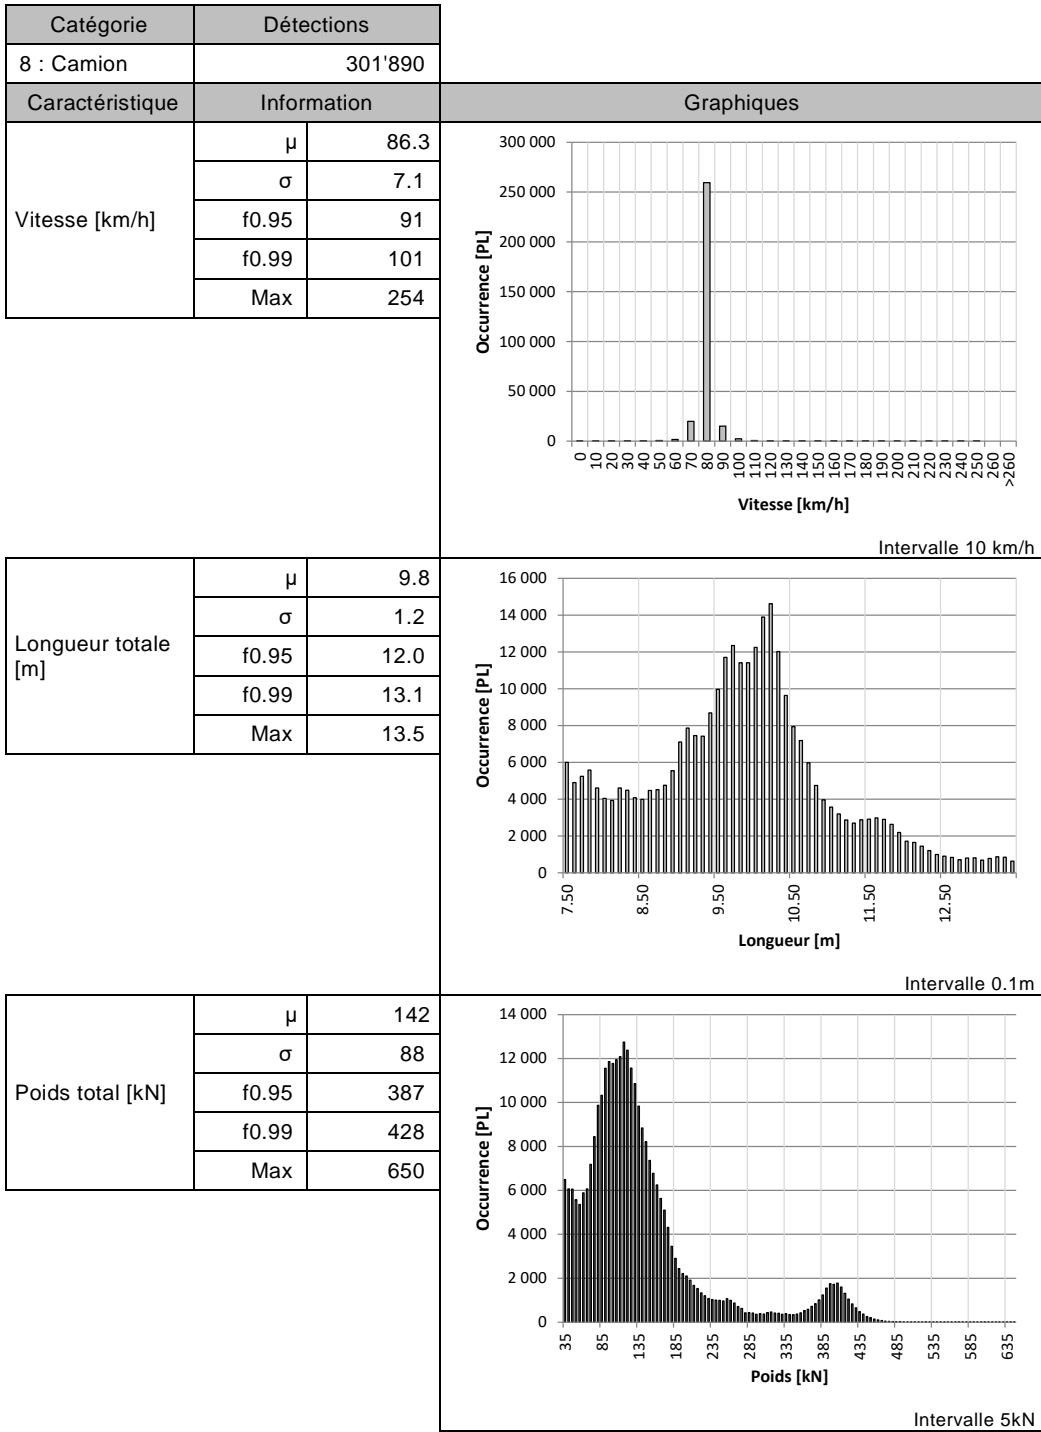 Catégorie Détections
8 : Camion 301'890
Caractéristique Information Graphiques
Vitesse [km/h]
µ 86.3
σ 7.1
f0.95 91
f0.99 101
Max 254
300 000
250 000
200 000
150 000
100 000
50 000
0
Occurrence [PL]
0 10 20 30 40 50 60 70 80 90 100 110 120 130 140 150 160 170 180 190 200 210 220 230 240 250 260 >260
Vitesse [km/h]
Intervalle 10 km/h
Longueur totale
[m]
µ 9.8
σ 1.2
f0.95 12.0
f0.99 13.1
Max 13.5
16 000
14 000
12 000
10 000
8 000
6 000
4 000
2 000
0
Occurrence [PL]
7.50 8.50 9.50 10.50 11.50 12.50
Longueur [m]
Intervalle 0.1m
Poids total [kN]
µ 142
σ 88
f0.95 387
f0.99 428
Max 650
14 000
12 000
10 000
8 000
6 000
4 000
2 000
0
Occurrence [PL]
35 85 135 185 235 285 335 385 435 485 535 585 635
Poids [kN]
Intervalle 5kN